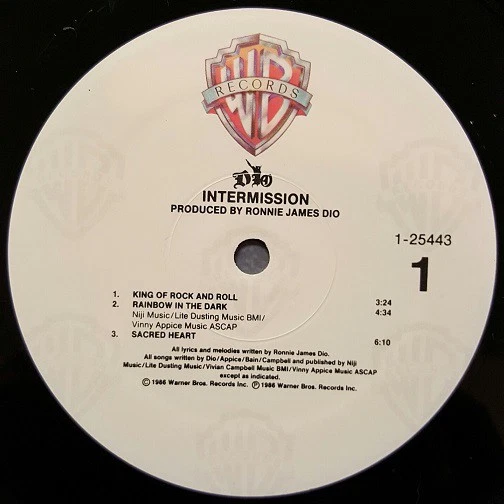 WB
RECORDS
DIO
INTERMISSION
PRODUCED BY RONNIE JAMES DIO
1-25443
1
1. KING OF ROCK AND ROLL 3:24
2. RAINBOW IN THE DARK 4:34
Niji Music/Lite Dusting Music BMI/
Vinny Appice Music ASCAP
3. SACRED HEART 6:10
All lyrics and melodies written by Ronnie James Dio.
All songs written by Dio/Appice/Bain/Campbell and published by Niji
Music/Lite Dusting Music/Vivian Campbell Music BMI/Vinny Appice Music ASCAP
except as indicated.
©1986 Warner Bros. Records Inc. ℗1986 Warner Bros. Records Inc.